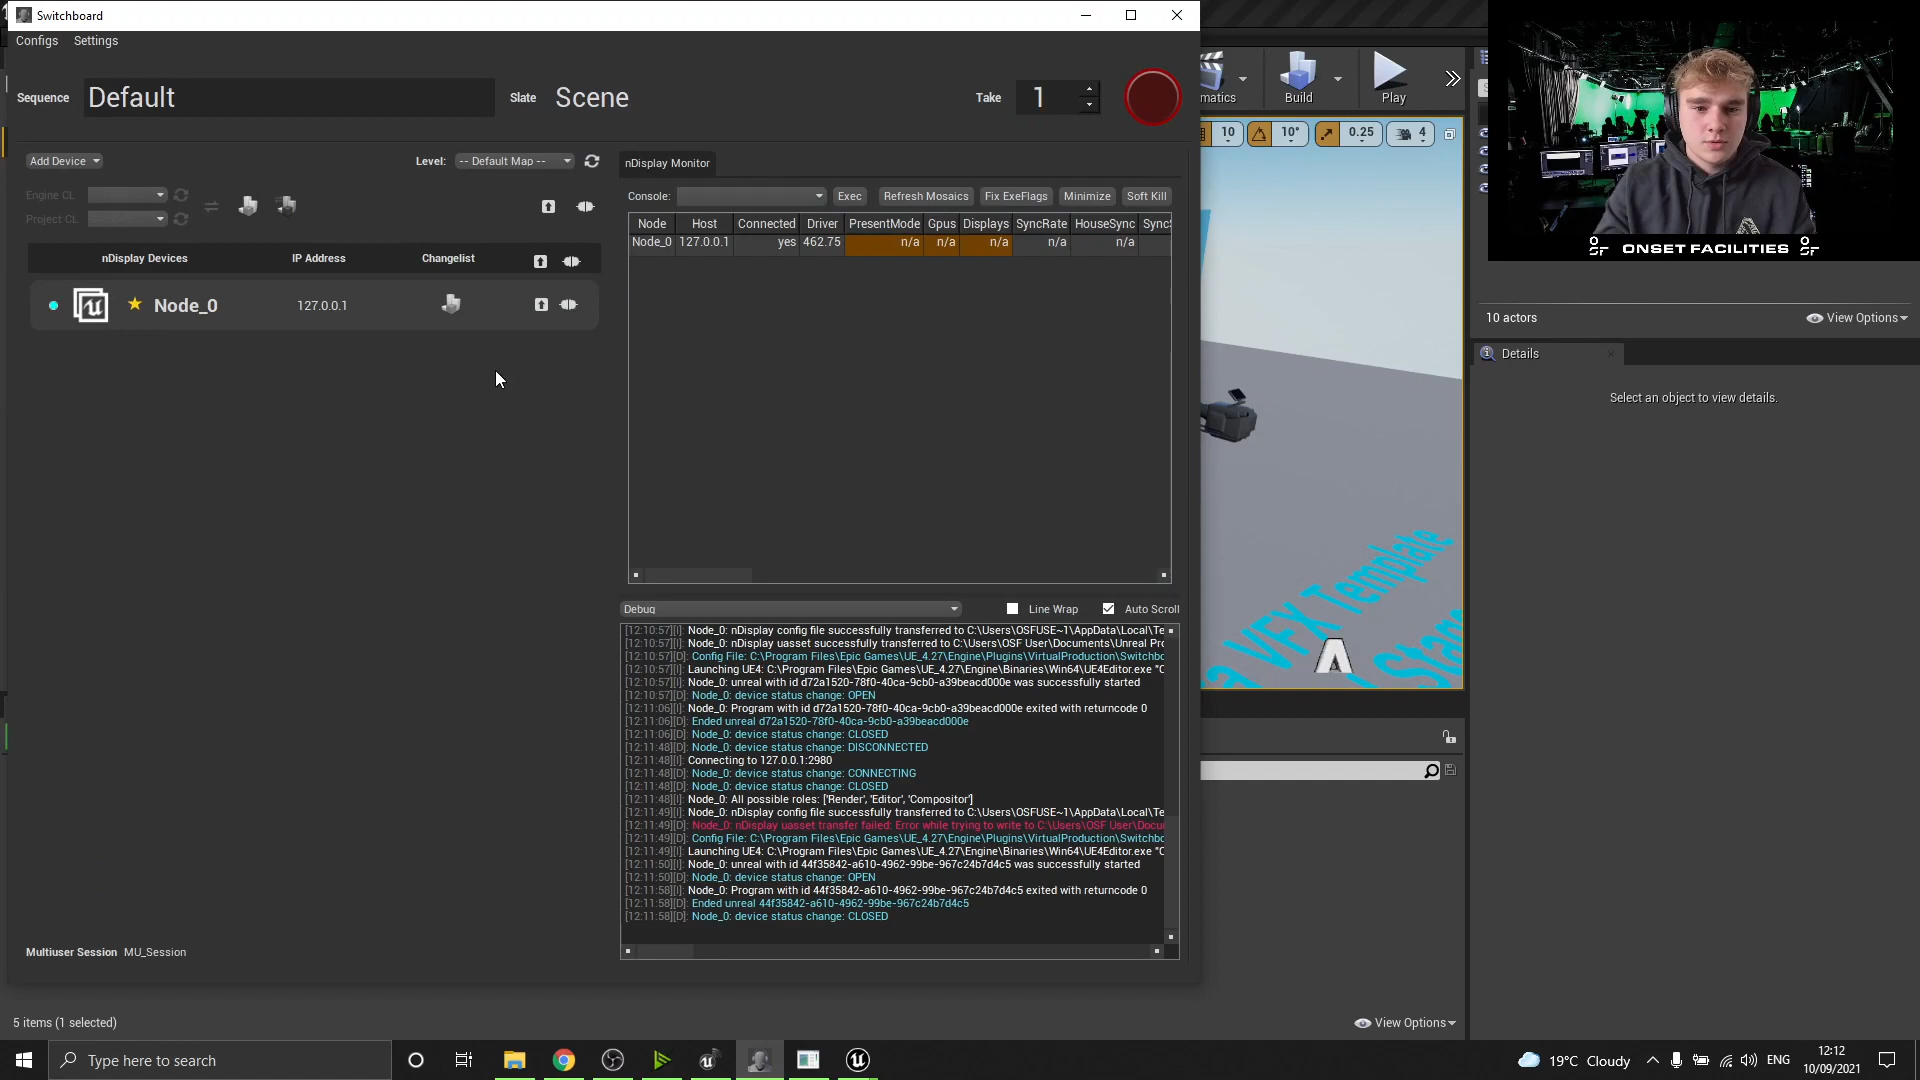 Switchboard
Configs Settings
Sequence Default Slate Scene Take 1
matics Build Play
10 10° 0.25 4
Add Device Level: -- Default Map --
nDisplay Monitor
Engine CL
Project CL
Console: Exec Refresh Mosaics Fix ExeFlags Minimize Soft Kill
Node Host Connected Driver PresentMode Gpus Displays SyncRate HouseSync SyncS
Node_0 127.0.0.1 yes 462.75 n/a n/a n/a n/a n/a
nDisplay Devices IP Address Changelist
Node_0 127.0.0.1
ONSET FACILITIES
10 actors View Options
Details
Select an object to view details.
a VFX Template
Debug Line Wrap Auto Scroll
[12:10:57][I]: Node_0: nDisplay config file successfully transferred to C:\Users\OSFUSE~1\AppData\Local\Te
[12:10:57][I]: Node_0: nDisplay uasset successfully transferred to C:\Users\OSF User\Documents\Unreal Pro
[12:10:57][D]: Config File: C:\Program Files\Epic Games\UE_4.27\Engine\Plugins\VirtualProduction\Switchbo
[12:10:57][I]: Launching UE4: C:\Program Files\Epic Games\UE_4.27\Engine\Binaries\Win64\UE4Editor.exe "C
[12:10:57][I]: Node_0: unreal with id d72a1520-78f0-40ca-9cb0-a39beacd000e was successfully started
[12:10:57][D]: Node_0: device status change: OPEN
[12:11:06][I]: Node_0: Program with id d72a1520-78f0-40ca-9cb0-a39beacd000e exited with returncode 0
[12:11:06][D]: Ended unreal d72a1520-78f0-40ca-9cb0-a39beacd000e
[12:11:06][D]: Node_0: device status change: CLOSED
[12:11:48][D]: Node_0: device status change: DISCONNECTED
[12:11:48][I]: Connecting to 127.0.0.1:2980
[12:11:48][D]: Node_0: device status change: CONNECTING
[12:11:48][D]: Node_0: device status change: CLOSED
[12:11:48][I]: Node_0: All possible roles: ['Render', 'Editor', 'Compositor']
[12:11:49][I]: Node_0: nDisplay config file successfully transferred to C:\Users\OSFUSE~1\AppData\Local\Te
[12:11:49][D]: Node_0: nDisplay uasset transfer failed: Error while trying to write to C:\Users\OSF User\Docu
[12:11:49][D]: Config File: C:\Program Files\Epic Games\UE_4.27\Engine\Plugins\VirtualProduction\Switchbo
[12:11:49][I]: Launching UE4: C:\Program Files\Epic Games\UE_4.27\Engine\Binaries\Win64\UE4Editor.exe "C
[12:11:50][I]: Node_0: unreal with id 44f35842-a610-4962-99be-967c24b7d4c5 was successfully started
[12:11:50][D]: Node_0: device status change: OPEN
[12:11:58][I]: Node_0: Program with id 44f35842-a610-4962-99be-967c24b7d4c5 exited with returncode 0
[12:11:58][D]: Ended unreal 44f35842-a610-4962-99be-967c24b7d4c5
[12:11:58][D]: Node_0: device status change: CLOSED
Multiuser Session MU_Session
5 items (1 selected) View Options
Type here to search
19°C Cloudy ENG 12:12
10/09/2021